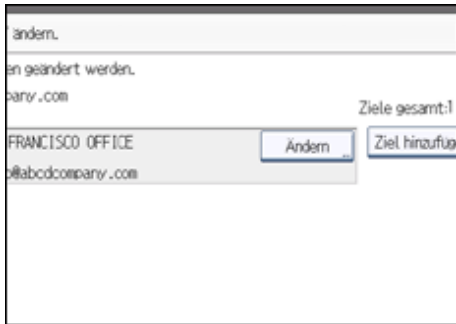 ändern.
en geändert werden.
pany.com
Ziele gesamt:1
FRANCISCO OFFICE
Ändern
Ziel hinzufüg
o@abcdcompany.com